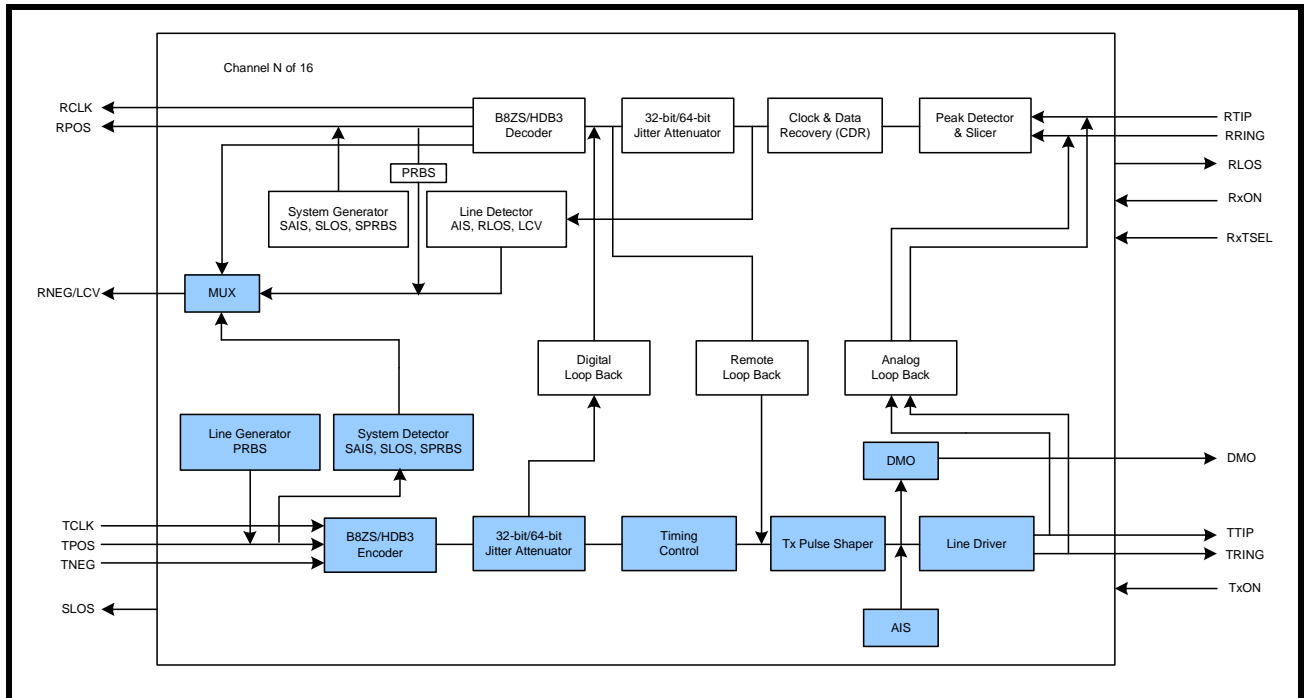 Channel N of 16
RCLK
RPOS
B8ZS/HDB3
Decoder
32-bit/64-bit
Jitter Attenuator
Clock & Data
Recovery (CDR)
Peak Detector
& Slicer
RTIP
RRING
RLOS
RxON
RxTSEL
PRBS
System Generator
SAIS, SLOS, SPRBS
Line Detector
AIS, RLOS, LCV
RNEG/LCV
MUX
Digital
Loop Back
Remote
Loop Back
Analog
Loop Back
Line Generator
PRBS
System Detector
SAIS, SLOS, SPRBS
DMO
DMO
TCLK
TPOS
TNEG
B8ZS/HDB3
Encoder
32-bit/64-bit
Jitter Attenuator
Timing
Control
Tx Pulse Shaper
Line Driver
TTIP
TRING
TxON
SLOS
AIS